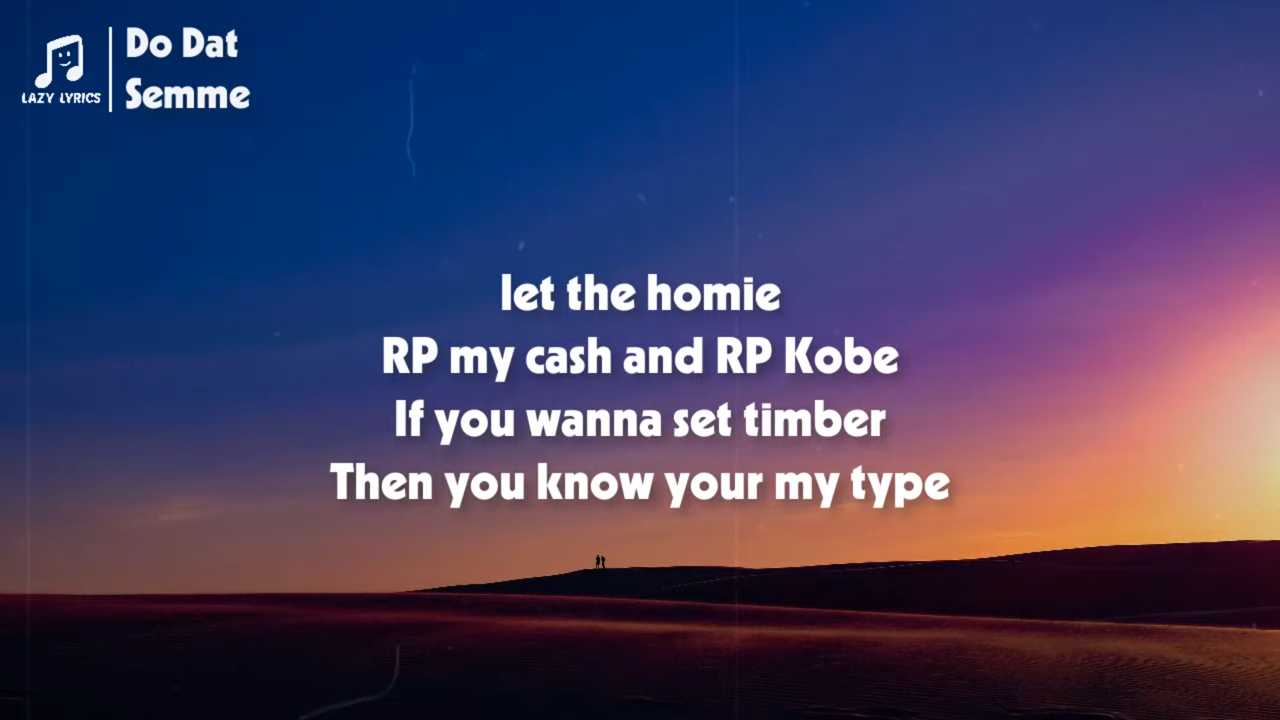 Do Dat
Semme
LAZY LYRICS
let the homie
RP my cash and RP Kobe
If you wanna set timber
Then you know your my type